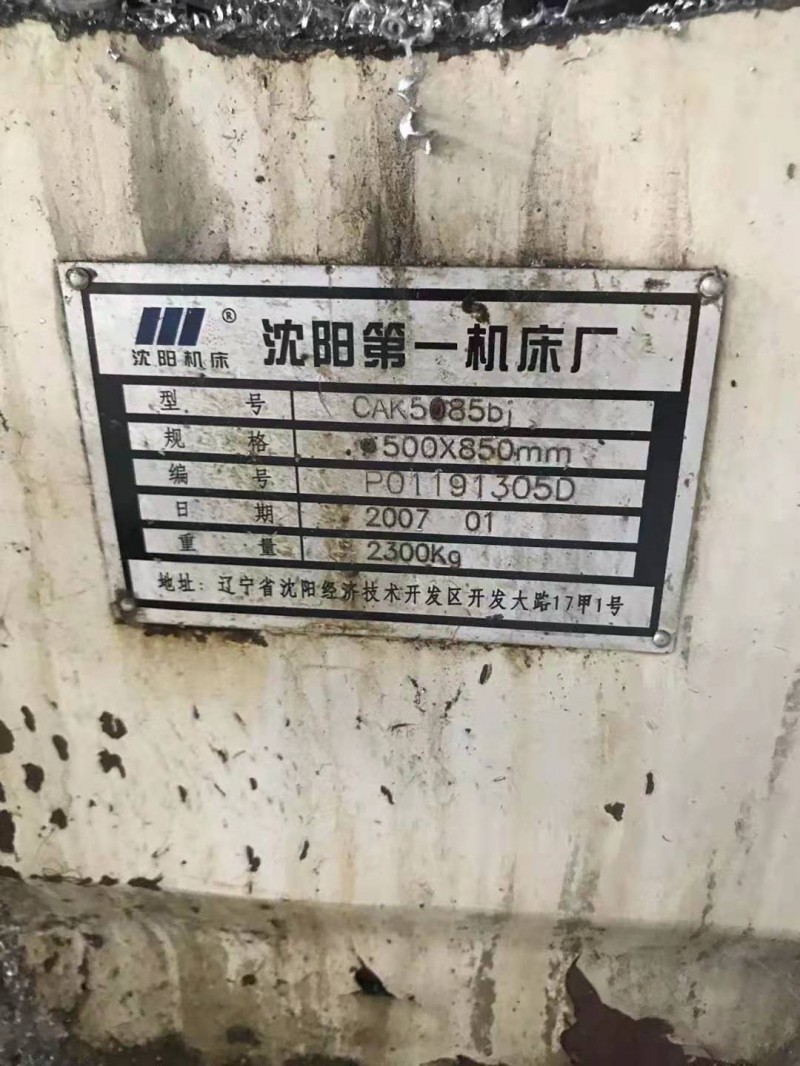 沈阳机床 ® 沈阳第一机床厂
型号 CAK5085bj
规格 φ500X850mm
编号 P01191305D
日期 2007 01
重量 2300Kg
地址：辽宁省沈阳经济技术开发区开发大路17甲1号